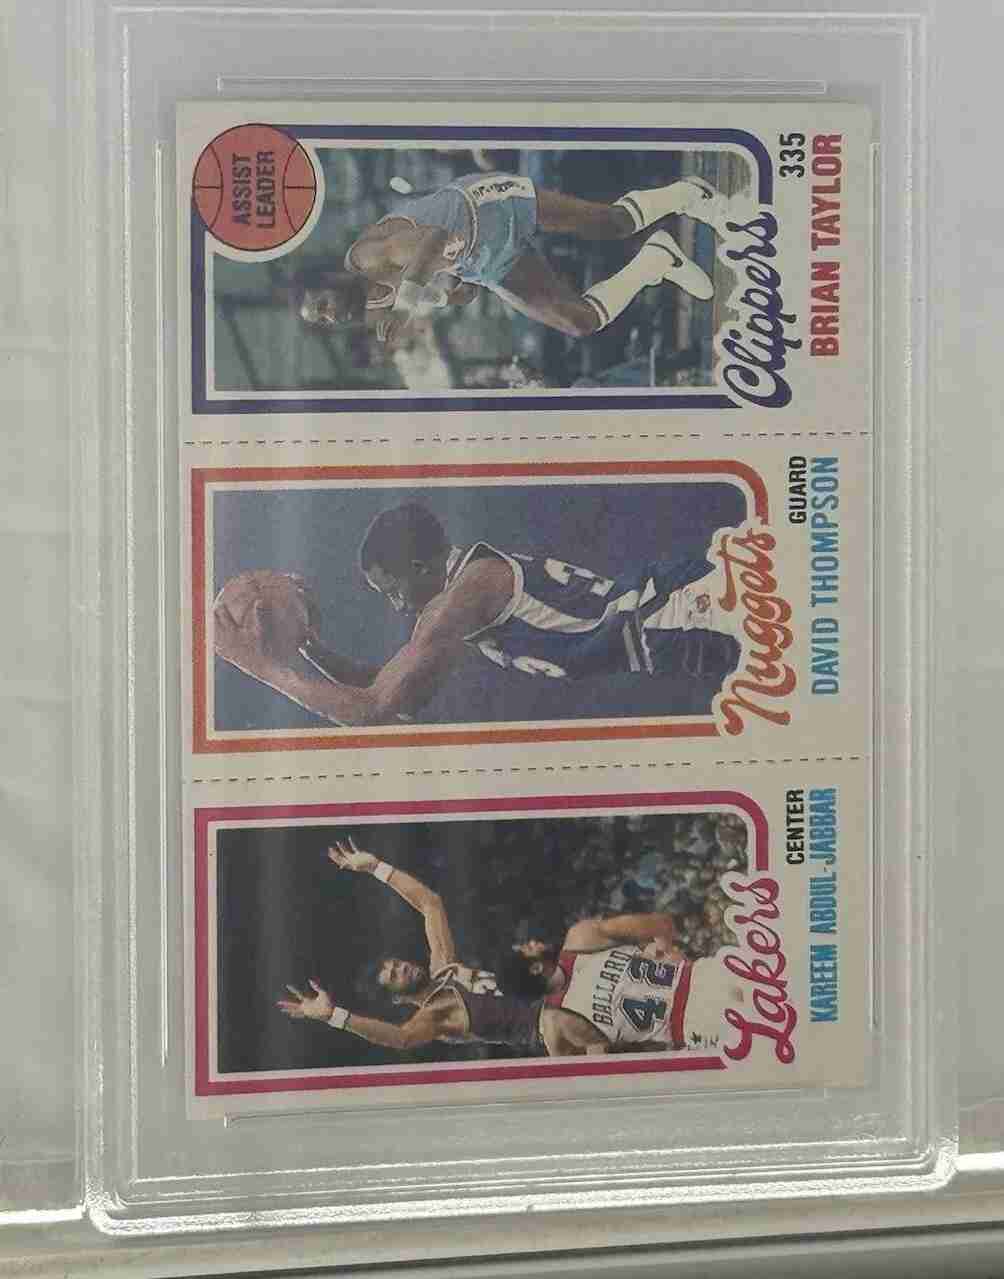 CENTER
KAREEM ABDUL-JABBAR
Lakers
BALLARD
42
GUARD
DAVID THOMPSON
Nuggets
ASSIST
LEADER
335
BRIAN TAYLOR
Clippers